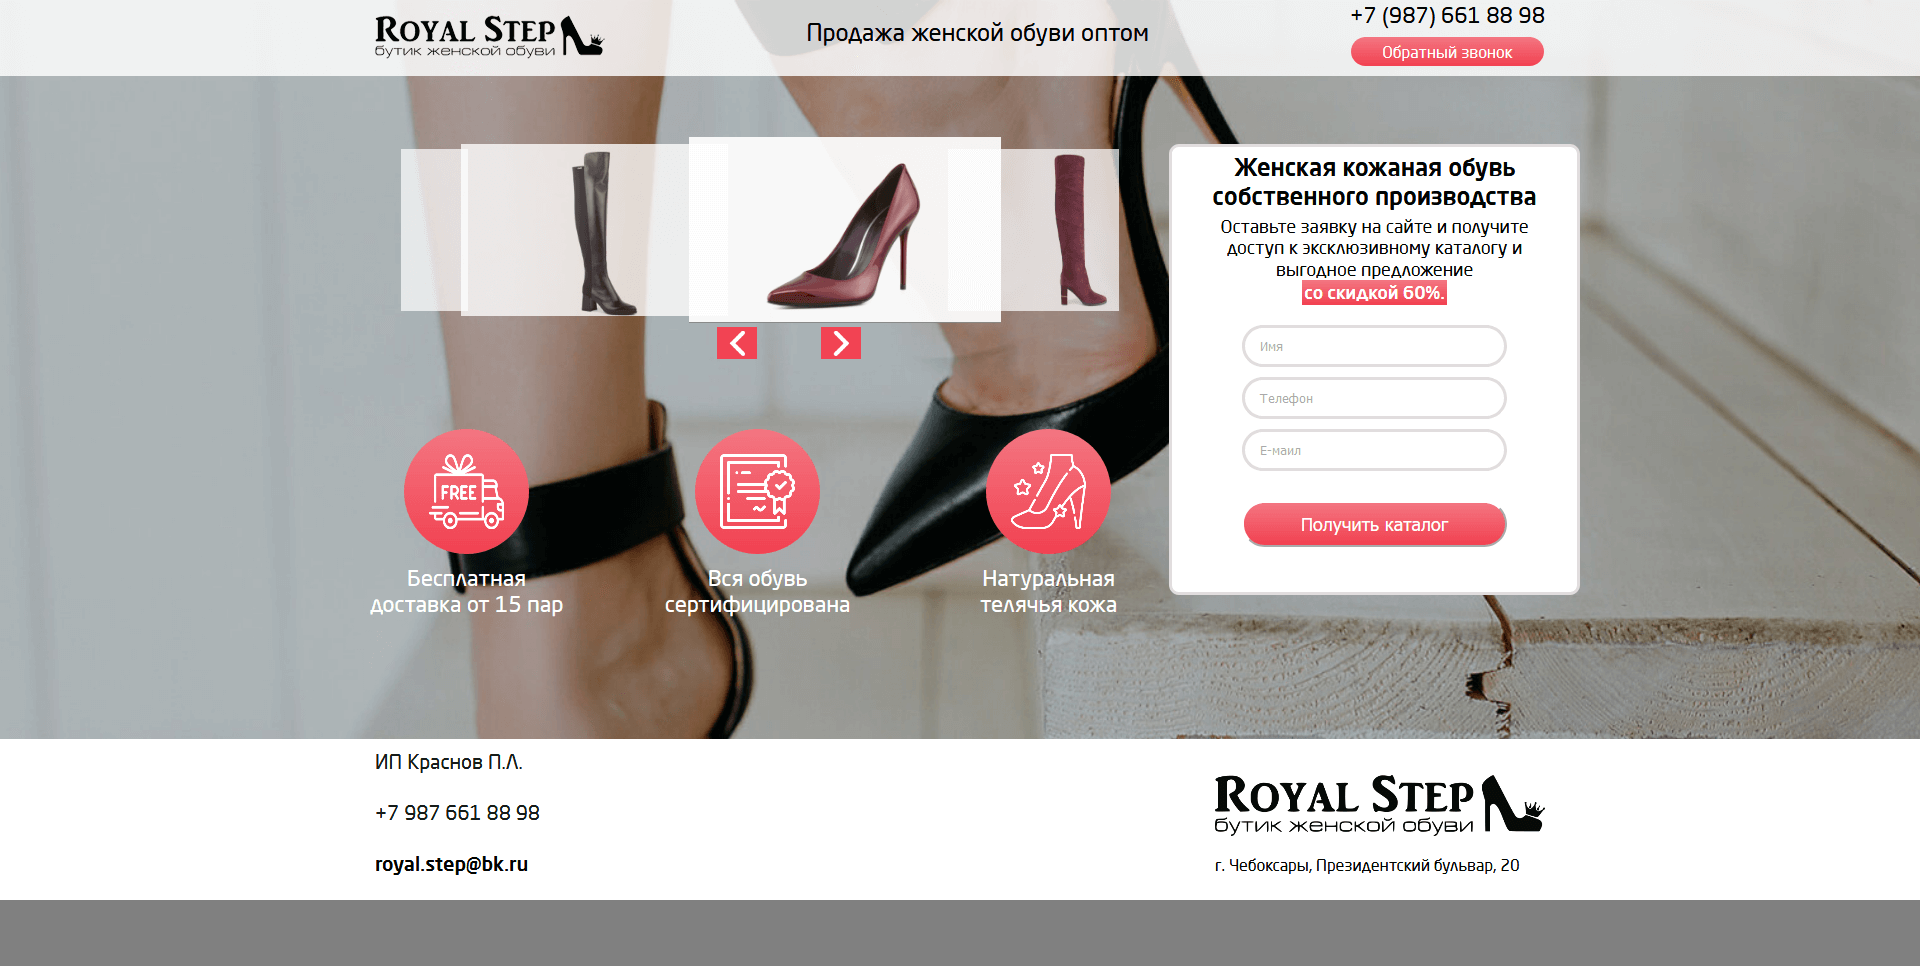 ROYAL STEP
бутик женской обуви
Продажа женской обуви оптом
+7 (987) 661 88 98
Обратный звонок
Женская кожаная обувь
собственного производства
Оставьте заявку на сайте и получите
доступ к эксклюзивному каталогу и
выгодное предложение
со скидкой 60%.
Имя
Телефон
Е-маил
Получить каталог
FREE
Бесплатная
доставка от 15 пар
Вся обувь
сертифицирована
Натуральная
телячья кожа
ИП Краснов П.Л.
+7 987 661 88 98
royal.step@bk.ru
ROYAL STEP
бутик женской обуви
г. Чебоксары, Президентский бульвар, 20